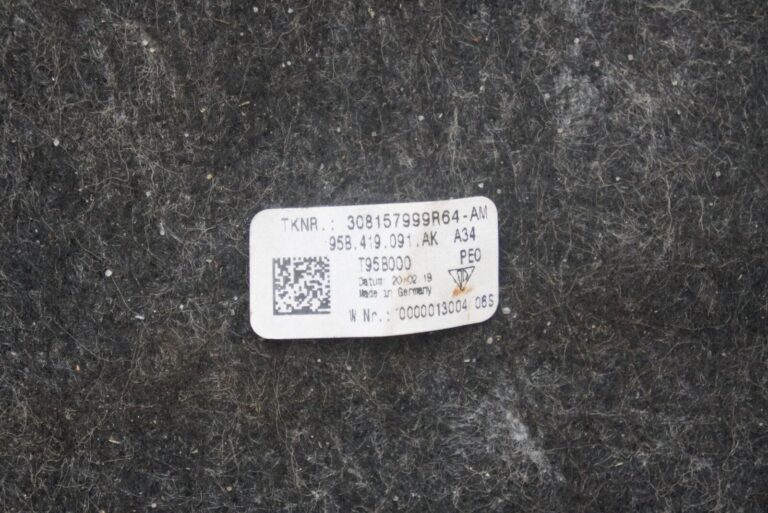 TKNR.: 308157999R64-AM
95B.419.091.AK A34
T95B000 PEO
Datum: 20.02.19
Made in Germany
W Nr.: 0000013004 06S